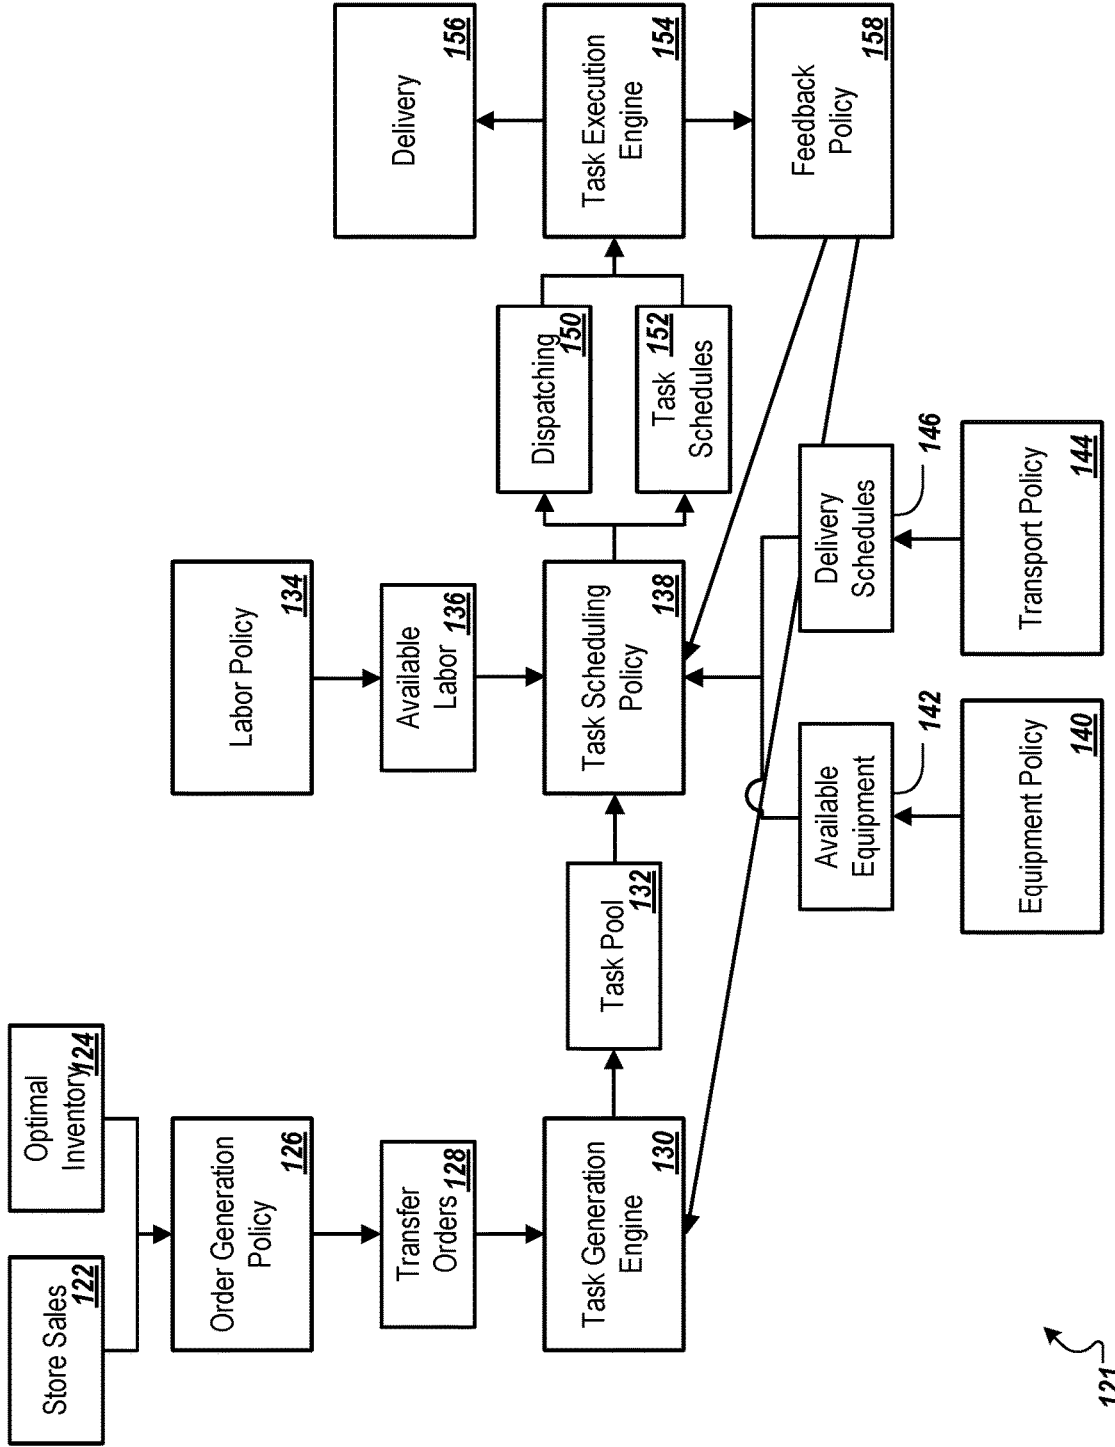 Store Sales
122
Optimal
Inventory
124
Order Generation
Policy
126
Transfer
Orders
128
Task Generation
Engine
130
Task Pool
132
Labor Policy
134
Available
Labor
136
Task Scheduling
Policy
138
Available
Equipment
142
Equipment Policy
140
Delivery
Schedules
146
Transport Policy
144
Dispatching
150
Task
Schedules
152
Delivery
156
Task Execution
Engine
154
Feedback
Policy
158
121